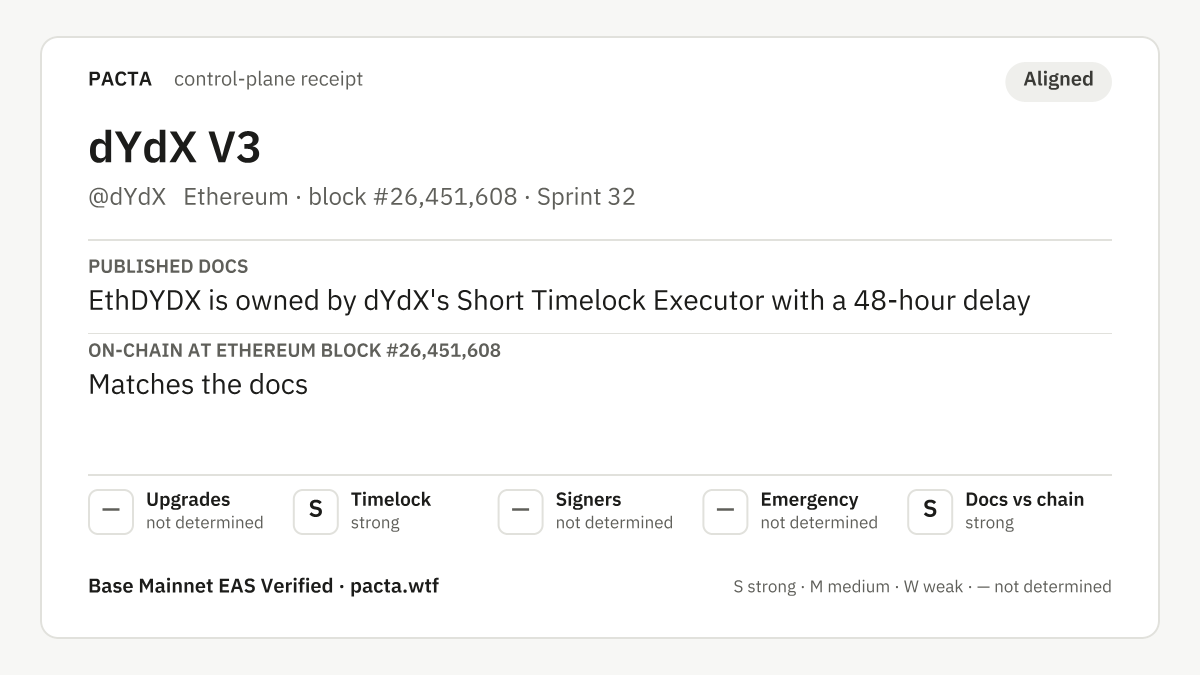 PACTA control-plane receipt Aligned
dYdX V3
@dYdX Ethereum · block #26,451,608 · Sprint 32
PUBLISHED DOCS
EthDYDX is owned by dYdX's Short Timelock Executor with a 48-hour delay
ON-CHAIN AT ETHEREUM BLOCK #26,451,608
Matches the docs
— Upgrades
not determined
S Timelock
strong
— Signers
not determined
— Emergency
not determined
S Docs vs chain
strong
Base Mainnet EAS Verified · pacta.wtf
S strong · M medium · W weak · — not determined